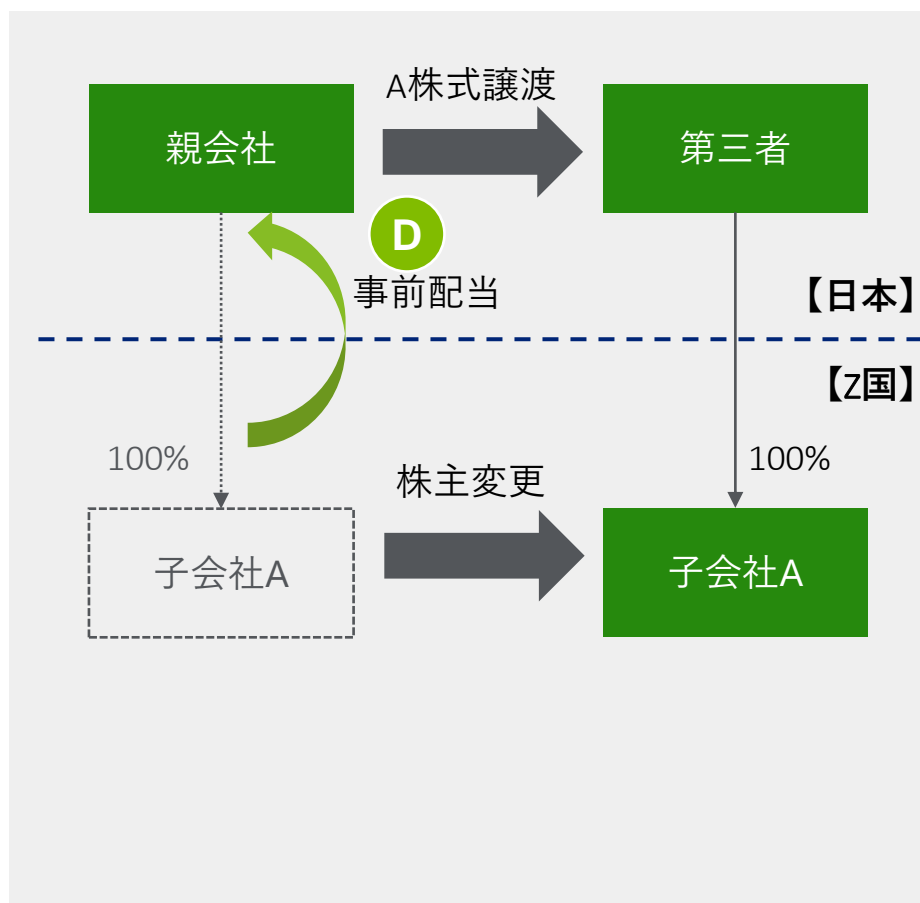 A株式譲渡
親会社
第三者
D
事前配当
【日本】
【Z国】
100%
100%
株主変更
子会社A
子会社A